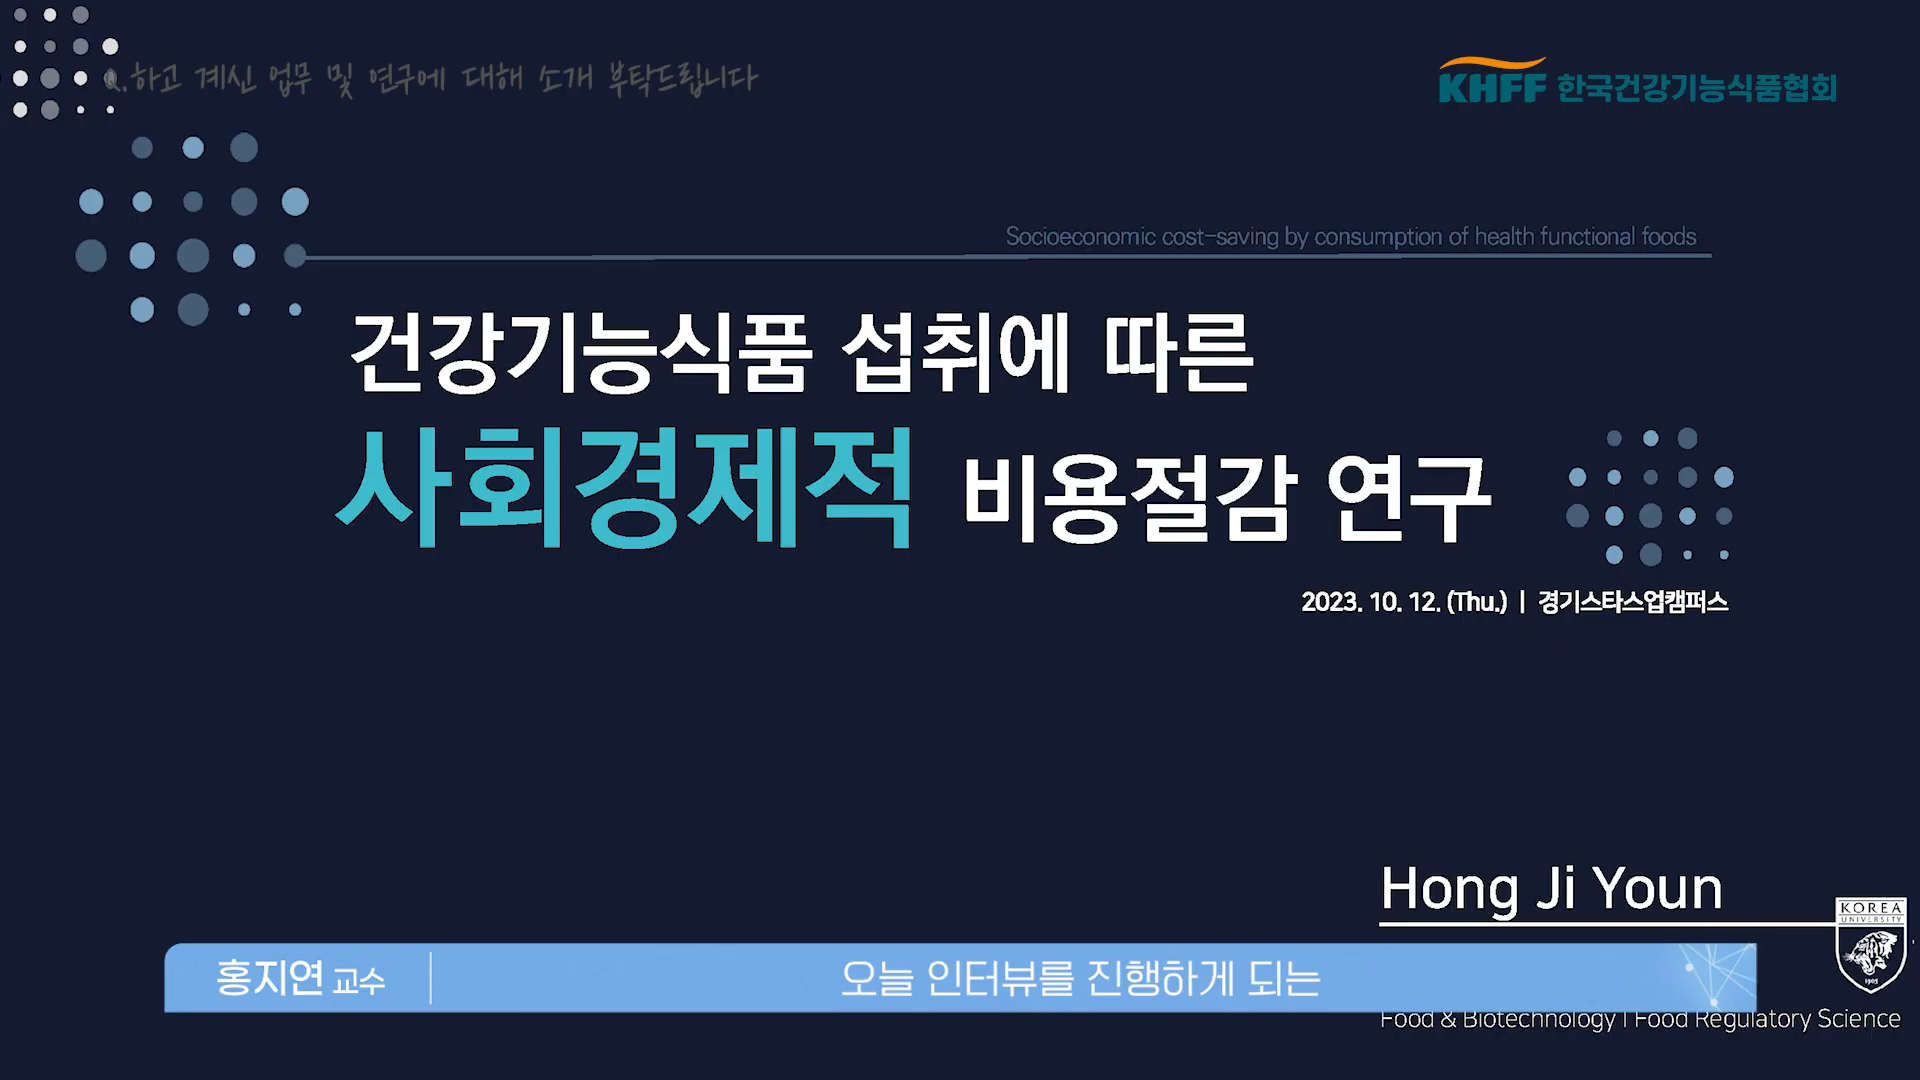 Q.하고 계신 업무 및 연구에 대해 소개 부탁드립니다
KHFF 한국건강기능식품협회
Socioeconomic cost-saving by consumption of health functional foods
건강기능식품 섭취에 따른
사회경제적 비용절감 연구
2023. 10. 12. (Thu.) | 경기스타스업캠퍼스
Hong Ji Youn
KOREA
UNIVERSITY
1905
홍지연 교수 오늘 인터뷰를 진행하게 되는
Food & Biotechnology | Food Regulatory Science